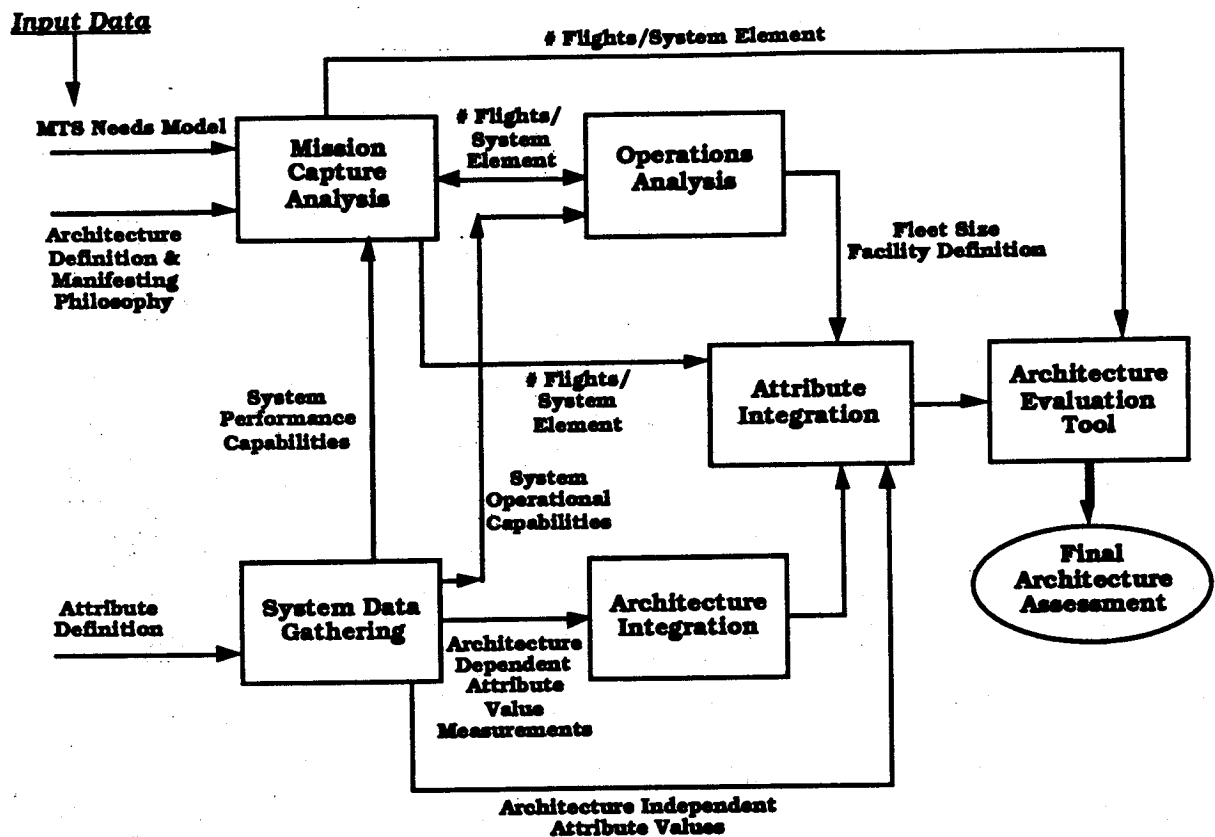 Input Data
# Flights/System Element
MTS Needs Model
Mission
Capture
Analysis
# Flights/
System
Element
Operations
Analysis
Architecture
Definition &
Manifesting
Philosophy
Fleet Size
Facility Definition
System
Performance
Capabilities
# Flights/
System
Element
Attribute
Integration
Architecture
Evaluation
Tool
System
Operational
Capabilities
Final
Architecture
Assessment
Attribute
Definition
System Data
Gathering
Architecture
Integration
Architecture
Dependent
Attribute
Value
Measurements
Architecture Independent
Attribute Values